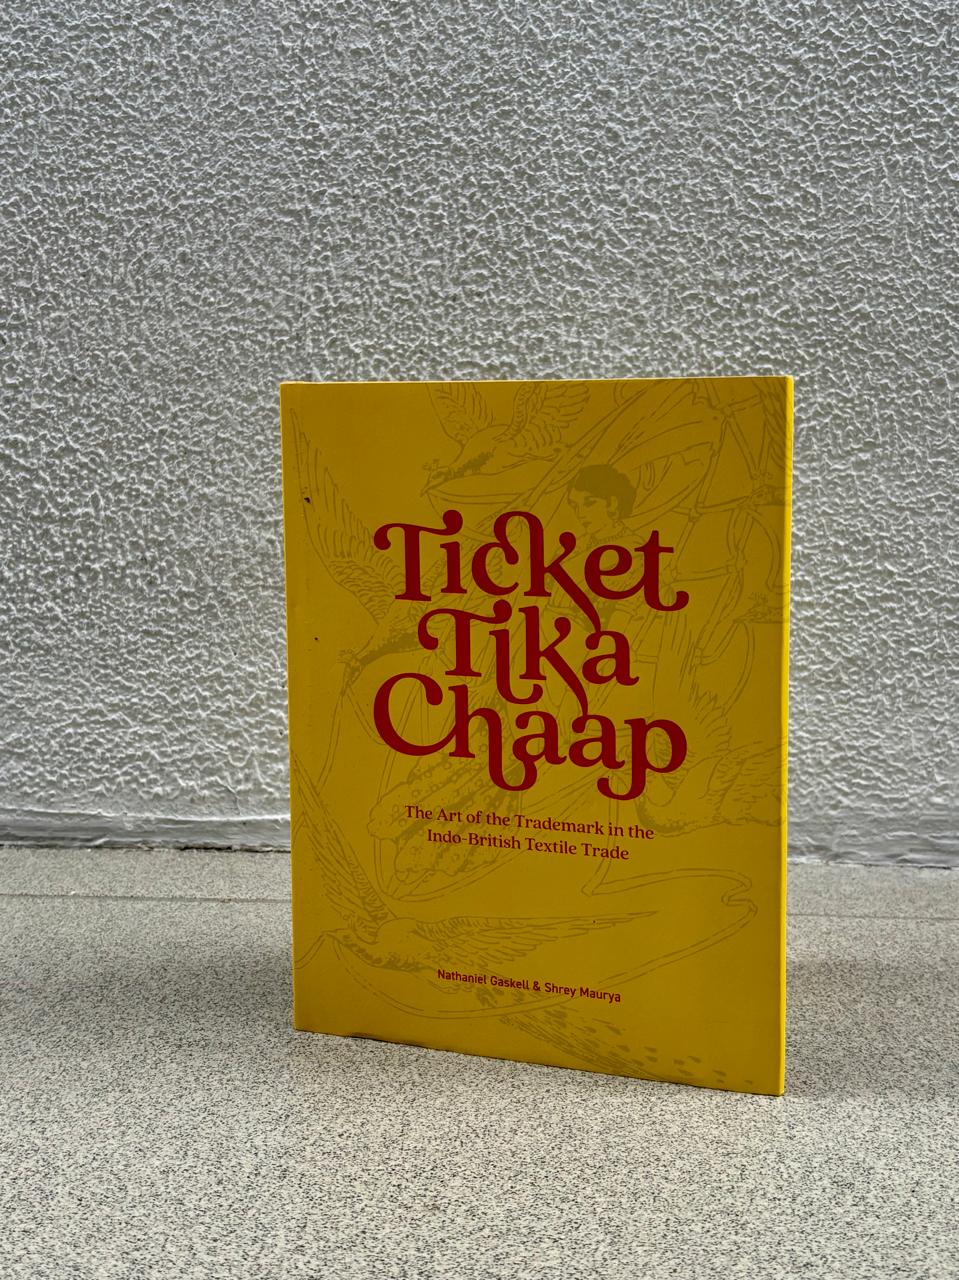 Ticket
Tika
Chaap
The Art of the Trademark in the
Indo-British Textile Trade
Nathaniel Gaskell & Shrey Maurya